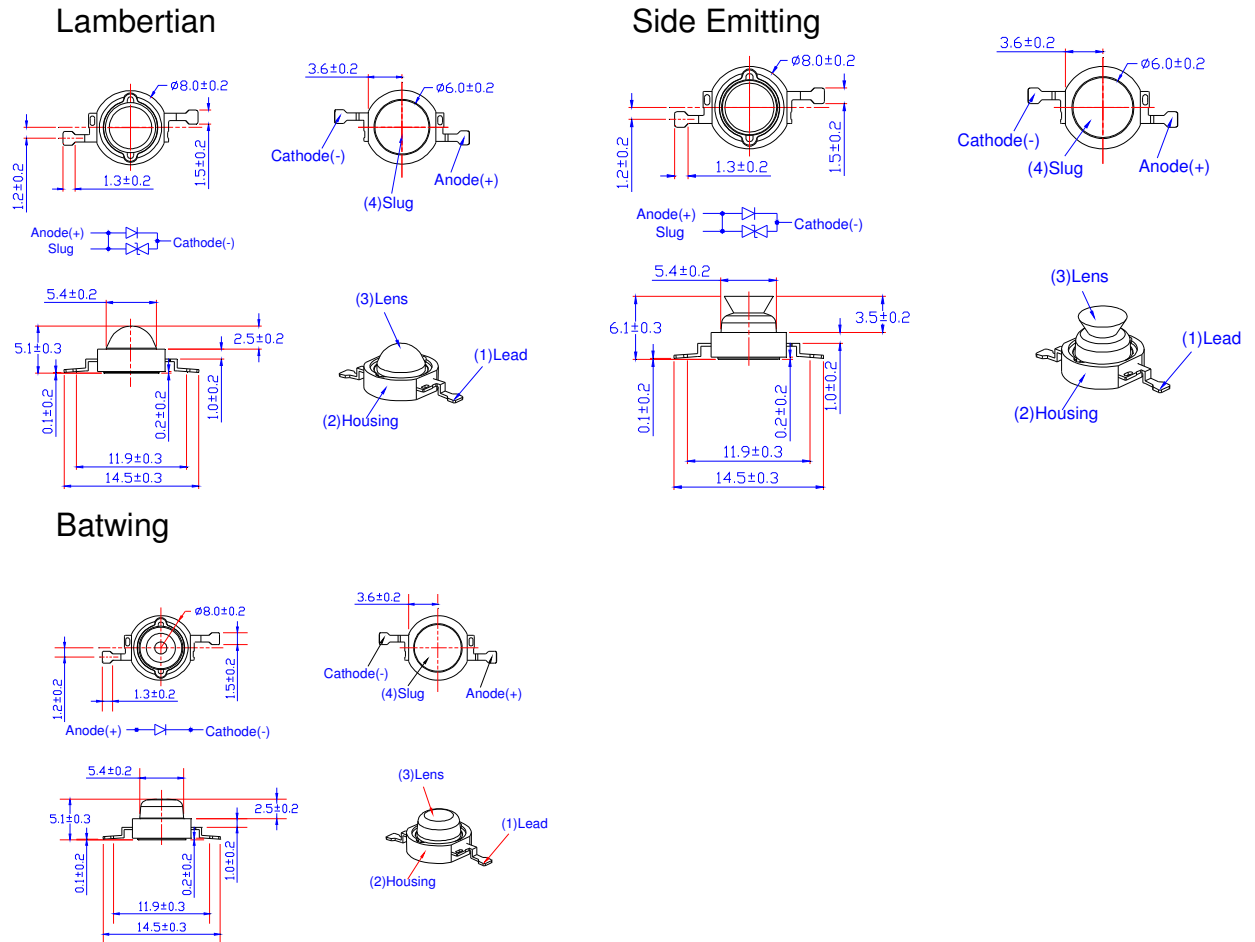 Lambertian
3.6±0.2
ø8.0±0.2
ø6.0±0.2
1.2±0.2
1.3±0.2
1.5±0.2
Cathode(-)
Anode(+)
(4)Slug
Anode(+)
Slug
Cathode(-)
5.4±0.2
5.1±0.3
2.5±0.2
0.1±0.2
0.2±0.2
1.0±0.2
11.9±0.3
14.5±0.3
(3)Lens
(1)Lead
(2)Housing
Side Emitting
3.6±0.2
ø8.0±0.2
ø6.0±0.2
1.2±0.2
1.3±0.2
1.5±0.2
Cathode(-)
(4)Slug
Anode(+)
Anode(+)
Slug
Cathode(-)
5.4±0.2
6.1±0.3
3.5±0.2
0.1±0.2
0.2±0.2
1.0±0.2
11.9±0.3
14.5±0.3
(3)Lens
(1)Lead
(2)Housing
Batwing
ø8.0±0.2
3.6±0.2
1.2±0.2
1.3±0.2
1.5±0.2
Cathode(-)
(4)Slug
Anode(+)
Anode(+)
Cathode(-)
5.4±0.2
5.1±0.3
2.5±0.2
0.1±0.2
0.2±0.2
1.0±0.2
11.9±0.3
14.5±0.3
(3)Lens
(1)Lead
(2)Housing